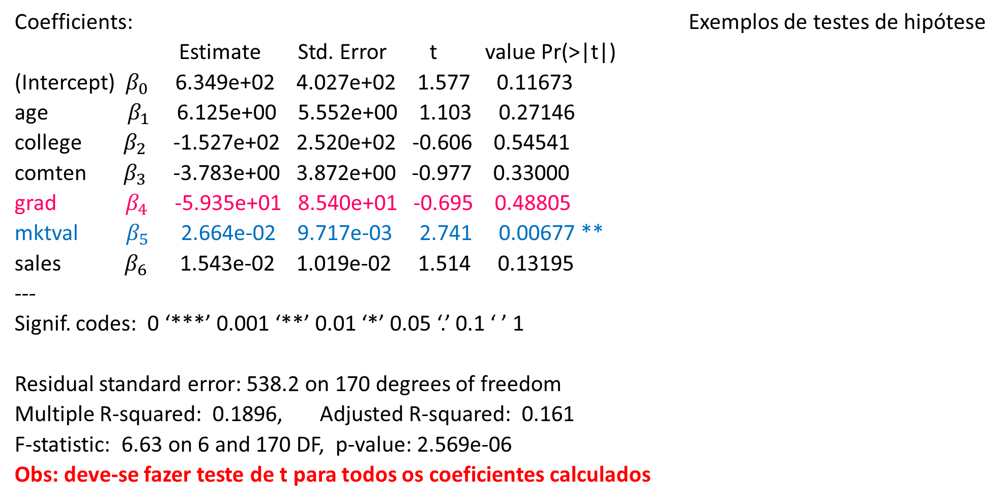 Coefficients: Exemplos de testes de hipótese
Estimate Std. Error t value Pr(>|t|)
(Intercept) β0 6.349e+02 4.027e+02 1.577 0.11673
age β1 6.125e+00 5.552e+00 1.103 0.27146
college β2 -1.527e+02 2.520e+02 -0.606 0.54541
comten β3 -3.783e+00 3.872e+00 -0.977 0.33000
grad β4 -5.935e+01 8.540e+01 -0.695 0.48805
mktval β5 2.664e-02 9.717e-03 2.741 0.00677 **
sales β6 1.543e-02 1.019e-02 1.514 0.13195
---
Signif. codes: 0 ‘***’ 0.001 ‘**’ 0.01 ‘*’ 0.05 ‘.’ 0.1 ‘ ’ 1
Residual standard error: 538.2 on 170 degrees of freedom
Multiple R-squared: 0.1896, Adjusted R-squared: 0.161
F-statistic: 6.63 on 6 and 170 DF, p-value: 2.569e-06
Obs: deve-se fazer teste de t para todos os coeficientes calculados